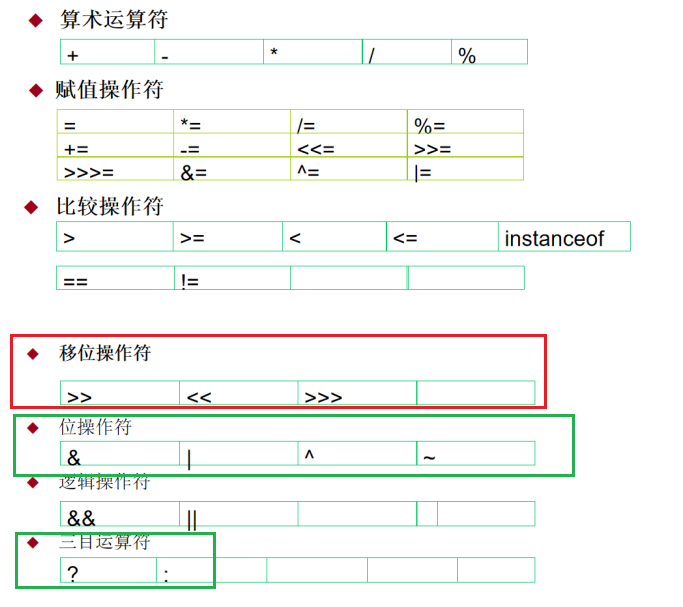 算术运算符
+ - * / %
赋值操作符
= *= /= %=
+= -= <<= >>=
>>>= &= ^= |=
比较操作符
> >= < <= instanceof
== !=
移位操作符
>> << >>>
位操作符
& | ^ ~
逻辑操作符
&& ||
三目运算符
? :